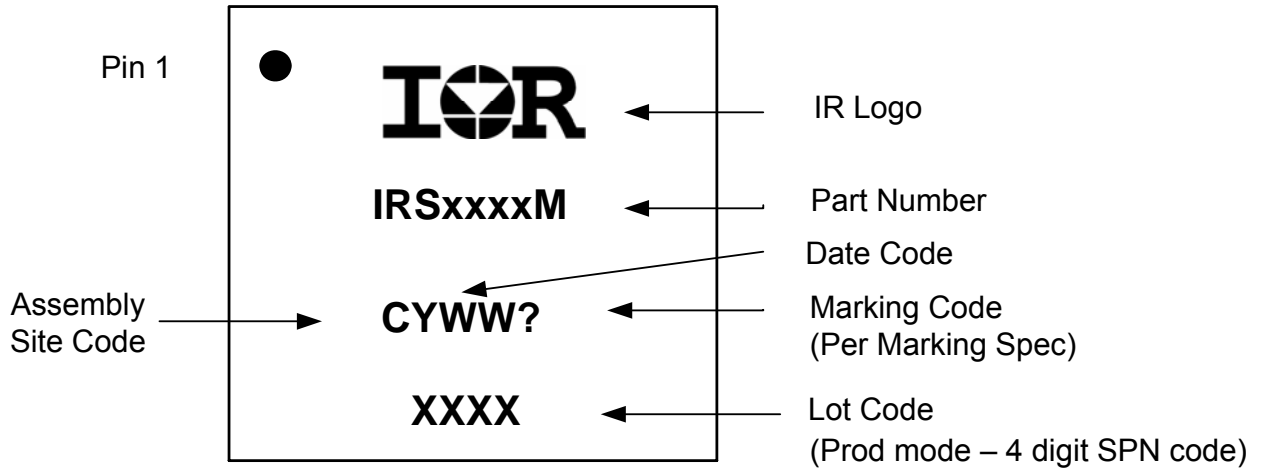 Pin 1
IOR
IR Logo
IRSxxxxM
Part Number
Date Code
Assembly
Site Code
CYWW?
Marking Code
(Per Marking Spec)
XXXX
Lot Code
(Prod mode – 4 digit SPN code)